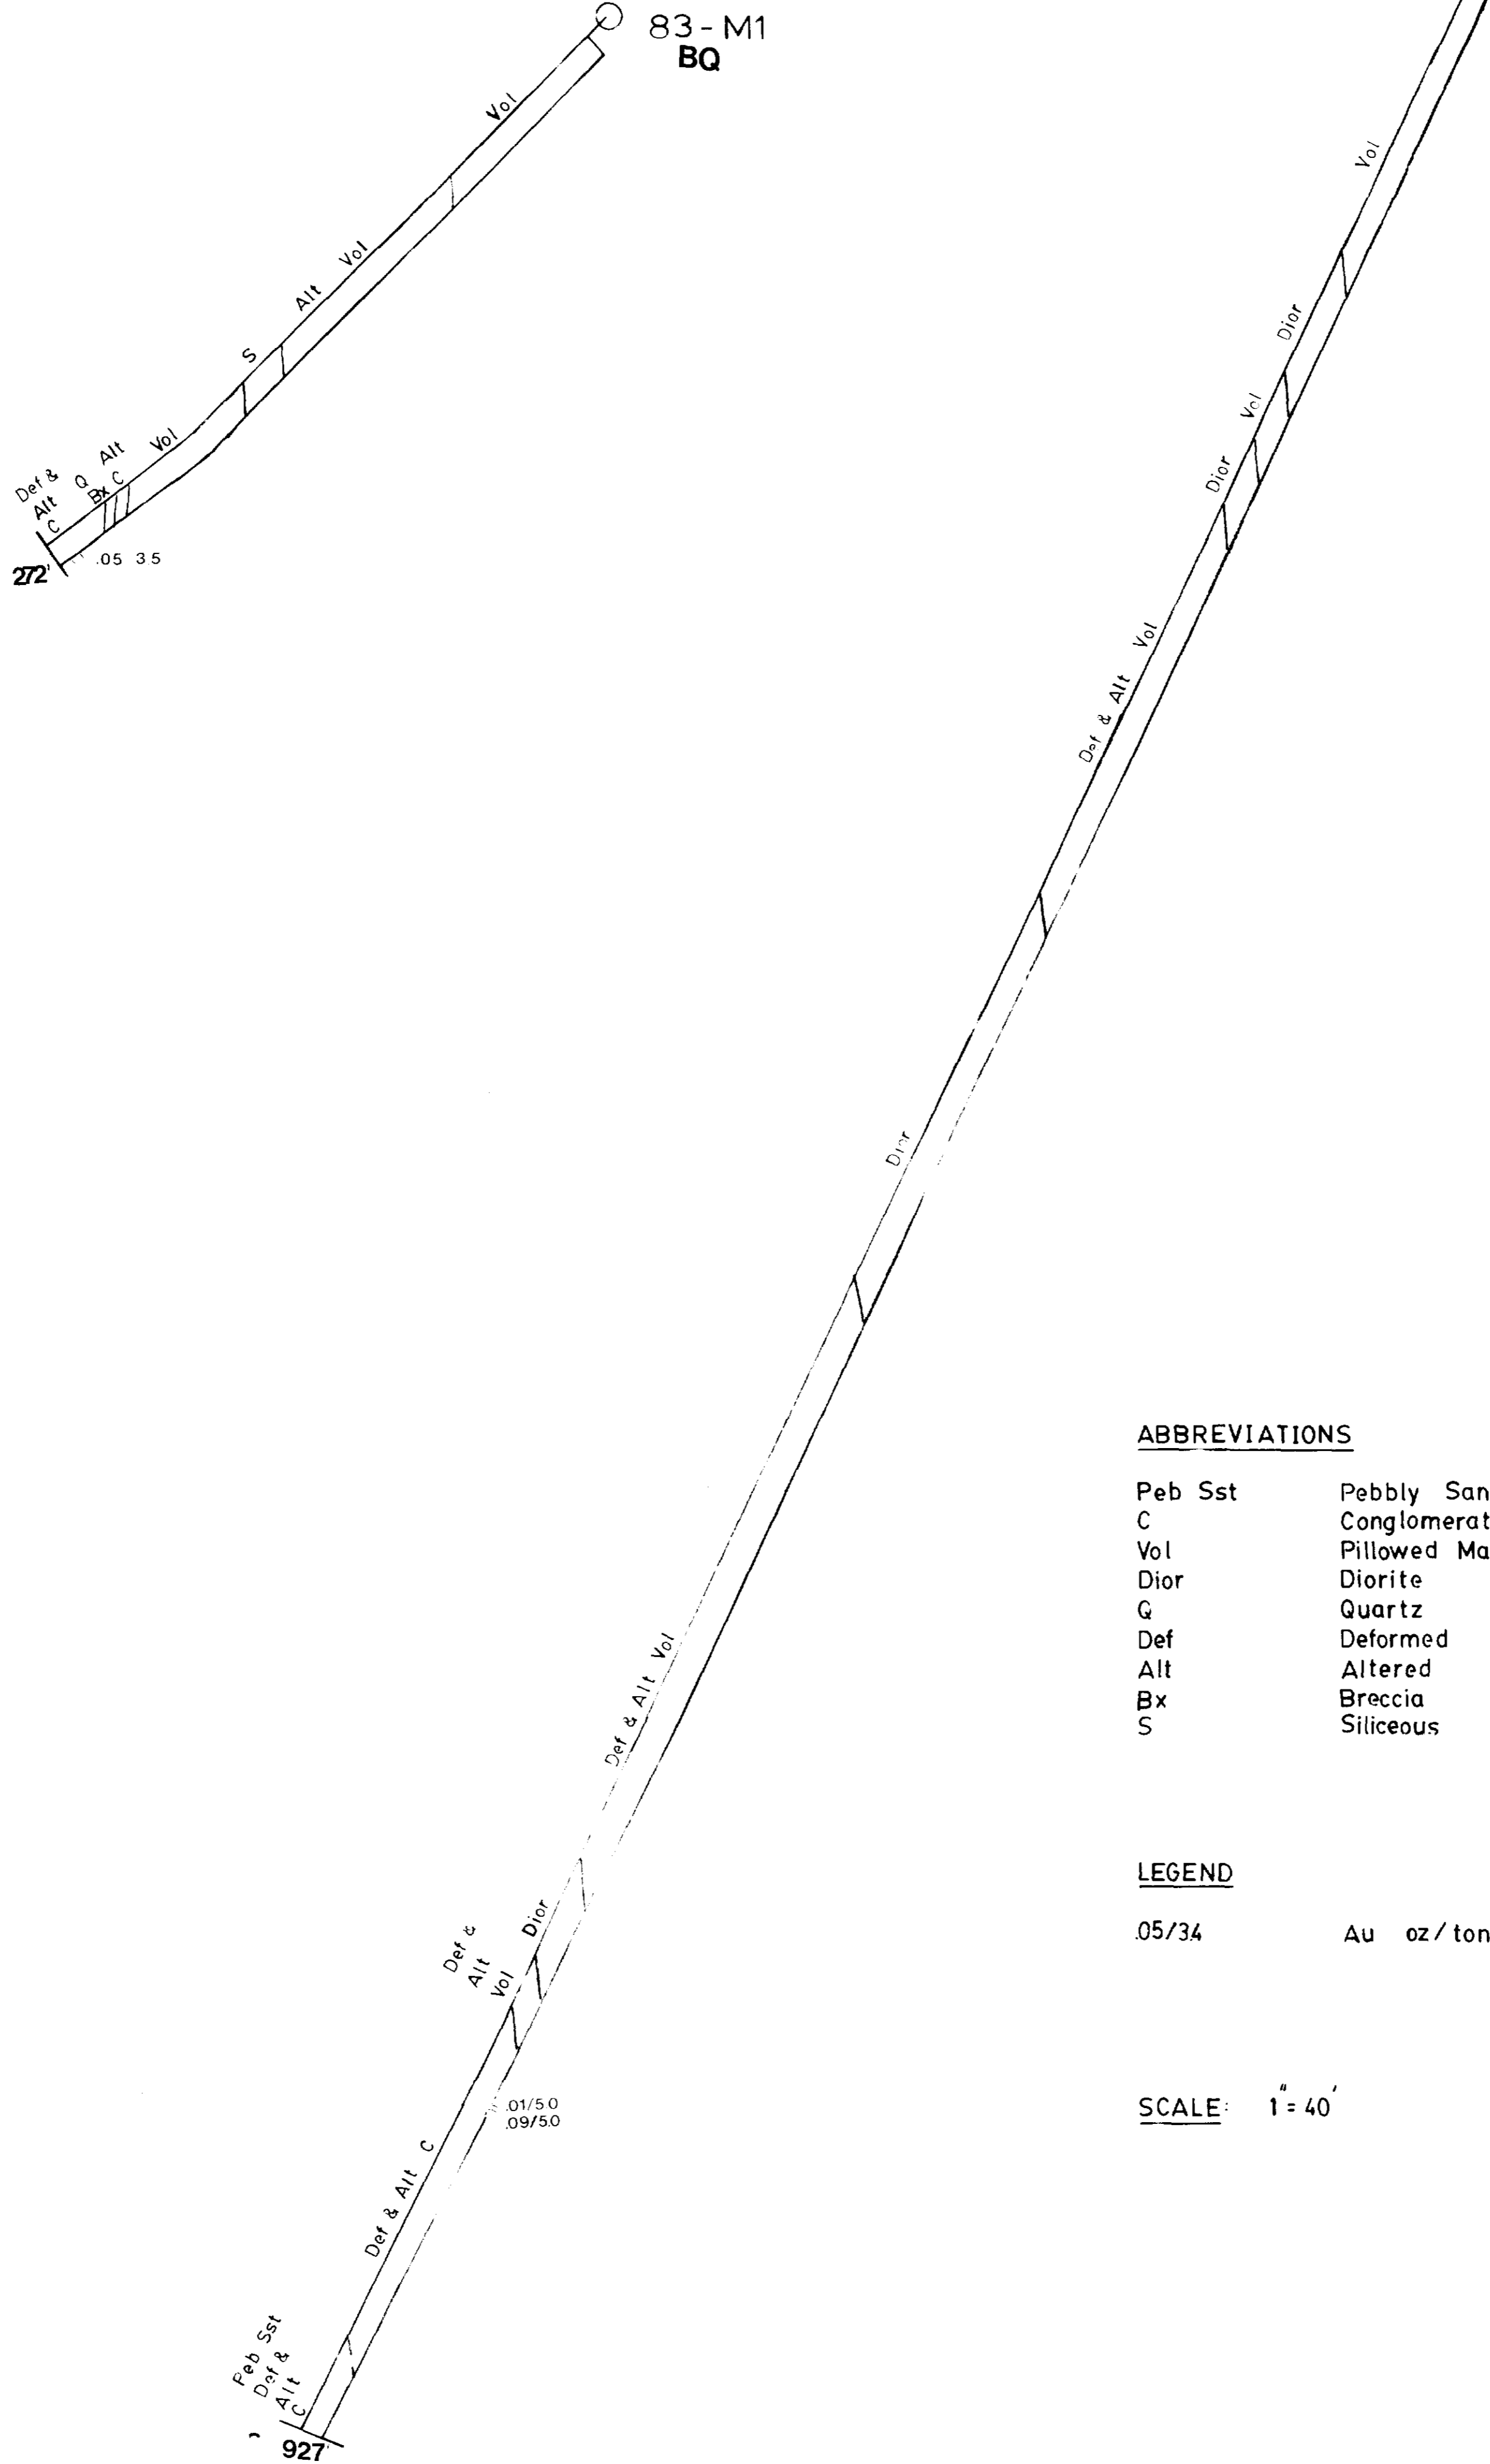 83-M1
BQ
Vol
Vol
Alt
S
Vol
Alt
C
Q
Bx
Def &
Alt
C
.05 3.5
272'
Vol
Dior
Vol
Dior
Def & Alt Vol
Dior
Def & Alt Vol
Dior
Def &
Alt
Vol
.01/5.0
.09/5.0
Def & Alt C
Peb Sst
Def &
Alt
C
927'
ABBREVIATIONS
Peb Sst Pebbly San
C Conglomerat
Vol Pillowed Ma
Dior Diorite
Q Quartz
Def Deformed
Alt Altered
Bx Breccia
S Siliceous
LEGEND
.05/3.4 Au oz/ton
SCALE: 1" = 40'